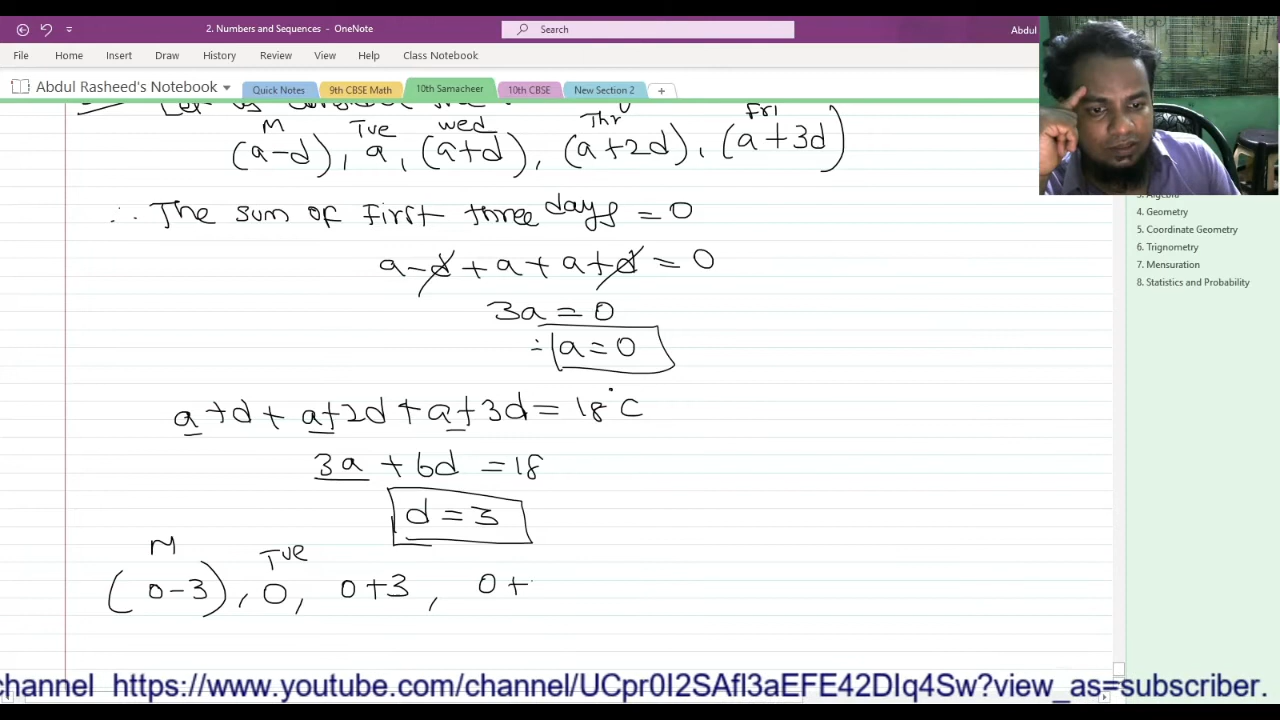 2. Numbers and Sequences - OneNote
Search
Abdul
File Home Insert Draw History Review View Help Class Notebook
Abdul Rasheed's Notebook Quick Notes 9th CBSE Math 10th Samacheer 10th CBSE New Section 2
M Tue wed Thr Fri
(a-d), a, (a+d), (a+2d), (a+3d)
∴ The sum of First three days = 0
a-d + a + a+d = 0
3a = 0
∴ a = 0
a+d + a+2d + a+3d = 18°C
3a + 6d = 18
d = 3
M Tue
(0-3), 0, 0+3, 0+
4. Geometry
5. Coordinate Geometry
6. Trignometry
7. Mensuration
8. Statistics and Probability
channel https://www.youtube.com/channel/UCpr0I2SAfl3aEFE42DIq4Sw?view_as=subscriber.